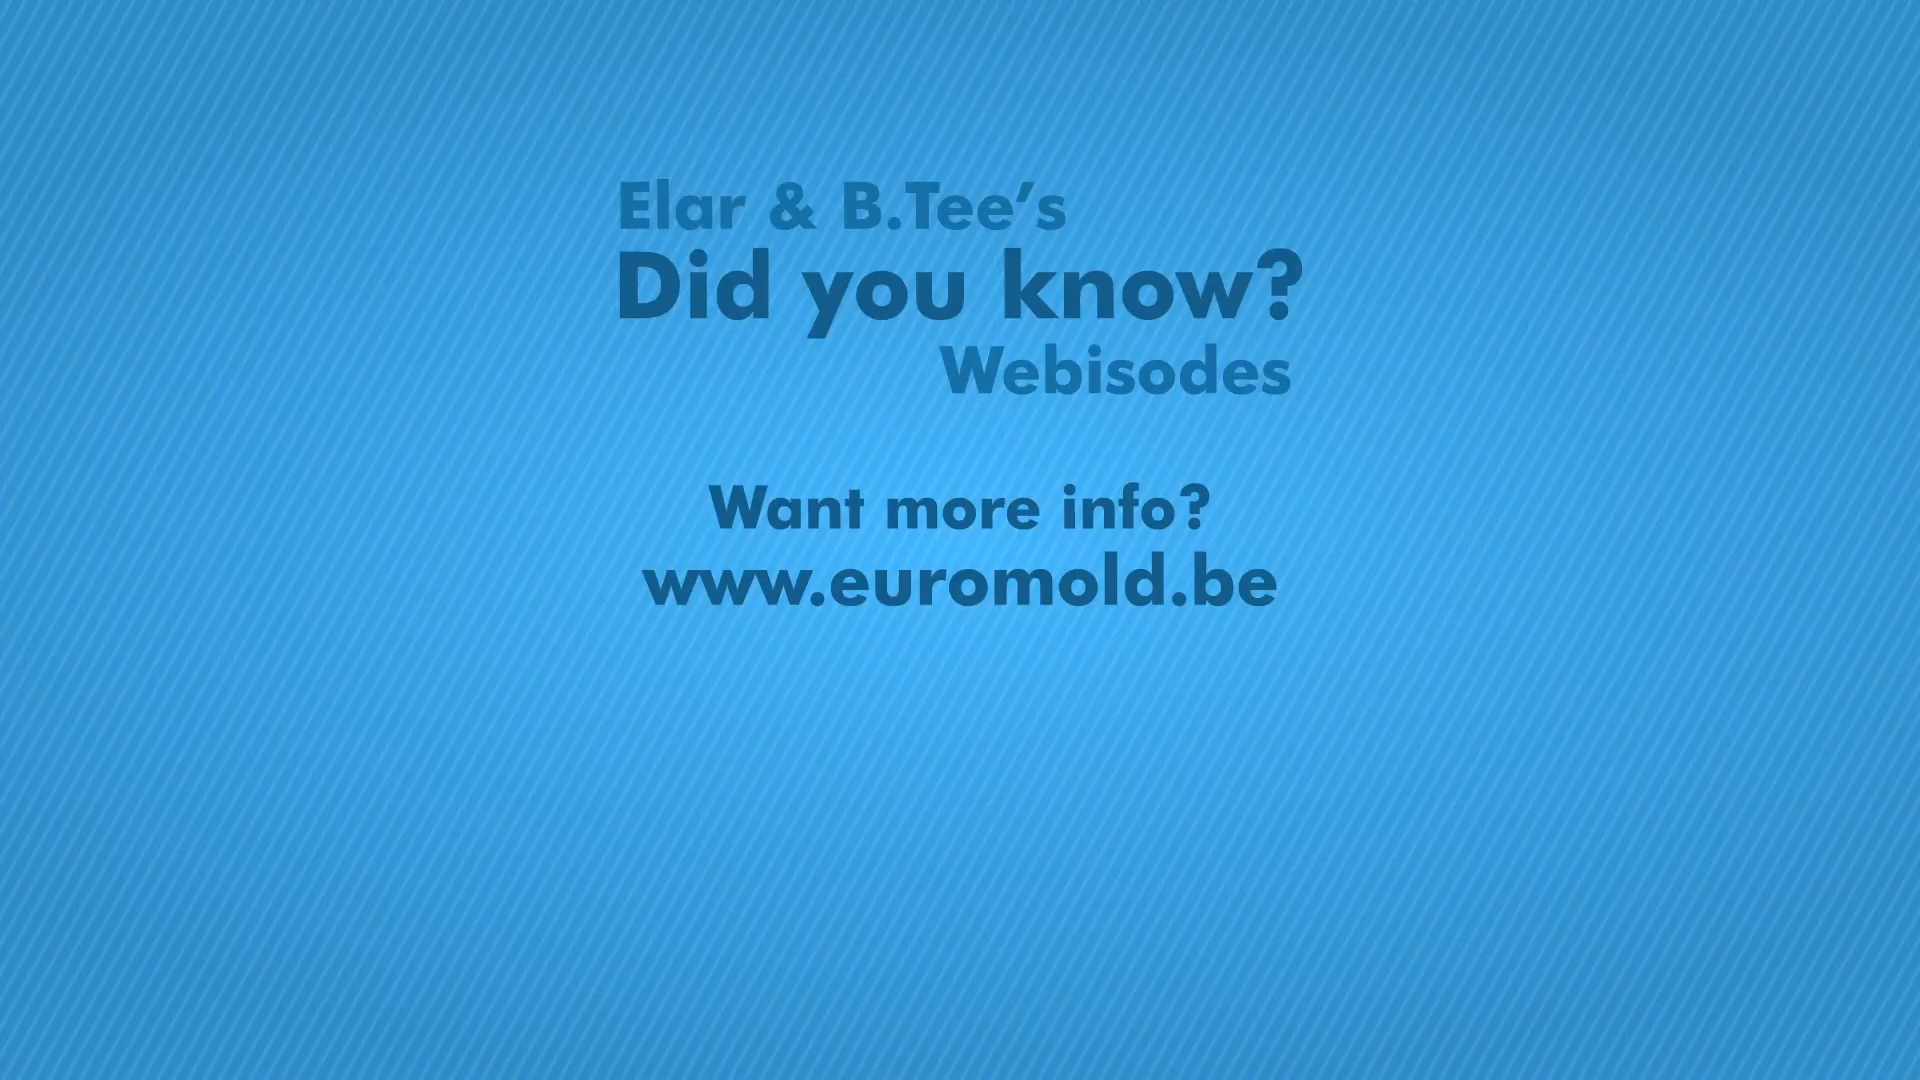 Elar & B.Tee’s
Did you know?
Webisodes
Want more info?
www.euromold.be